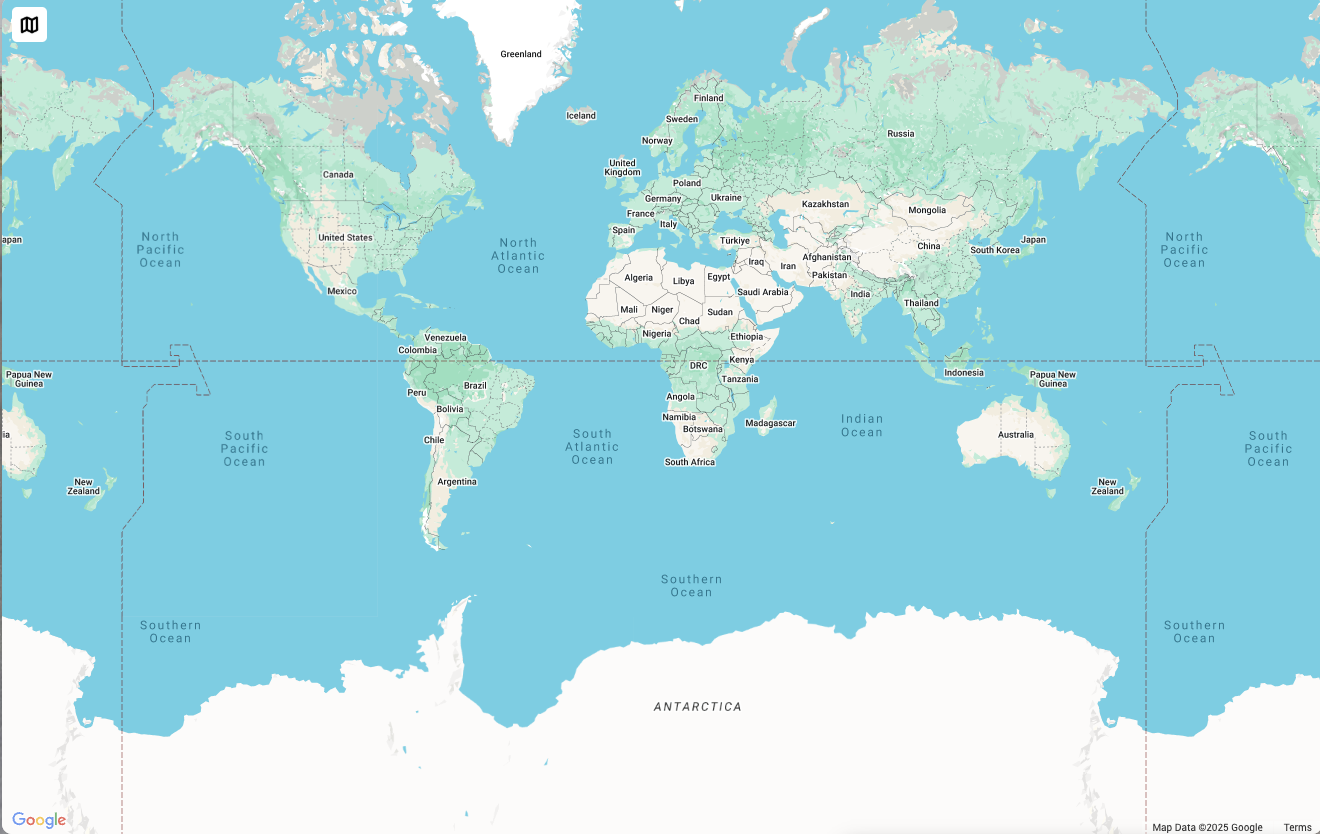 Greenland
Finland
Iceland
Sweden
Russia
Norway
United
Kingdom
Canada
Poland
Germany
Ukraine
Kazakhstan
France
Mongolia
Italy
Spain
North
Pacific
Ocean
United States
North
Atlantic
Ocean
Türkiye
apan
China
South Korea
Japan
North
Pacific
Ocean
Iraq
Afghanistan
Iran
Pakistan
Algeria
Libya
Egypt
Mexico
Saudi Arabia
India
Thailand
Mali
Niger
Chad
Sudan
Nigeria
Ethiopia
Venezuela
Colombia
Kenya
DRC
Papua New
Guinea
Indonesia
Papua New
Guinea
Tanzania
Peru
Brazil
Angola
Bolivia
Namibia
Madagascar
Botswana
Indian
Ocean
ia
Chile
Australia
South
Pacific
Ocean
South
Atlantic
Ocean
South
Pacific
Ocean
South Africa
Argentina
New
Zealand
New
Zealand
Southern
Ocean
Southern
Ocean
Southern
Ocean
ANTARCTICA
Google
Map Data ©2025 Google
Terms